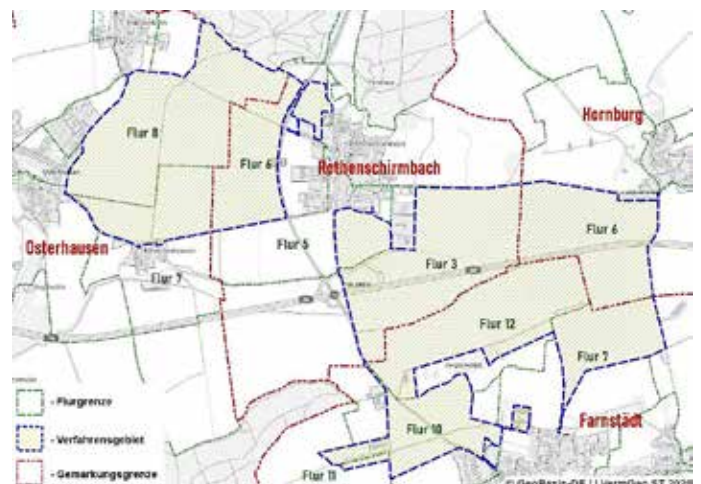 Hornburg
Flur 8
Flur 6
Rothenschirmbach
Flur 6
Osterhausen
Flur 5
Flur 3
Flur 7
Flur 12
Flur 7
- Flurgrenze
- Verfahrensgebiet
- Gemarkungsgrenze
Farnstädt
Flur 10
Flur 11
© GeoBasis-DE / LVermGeo ST 2020